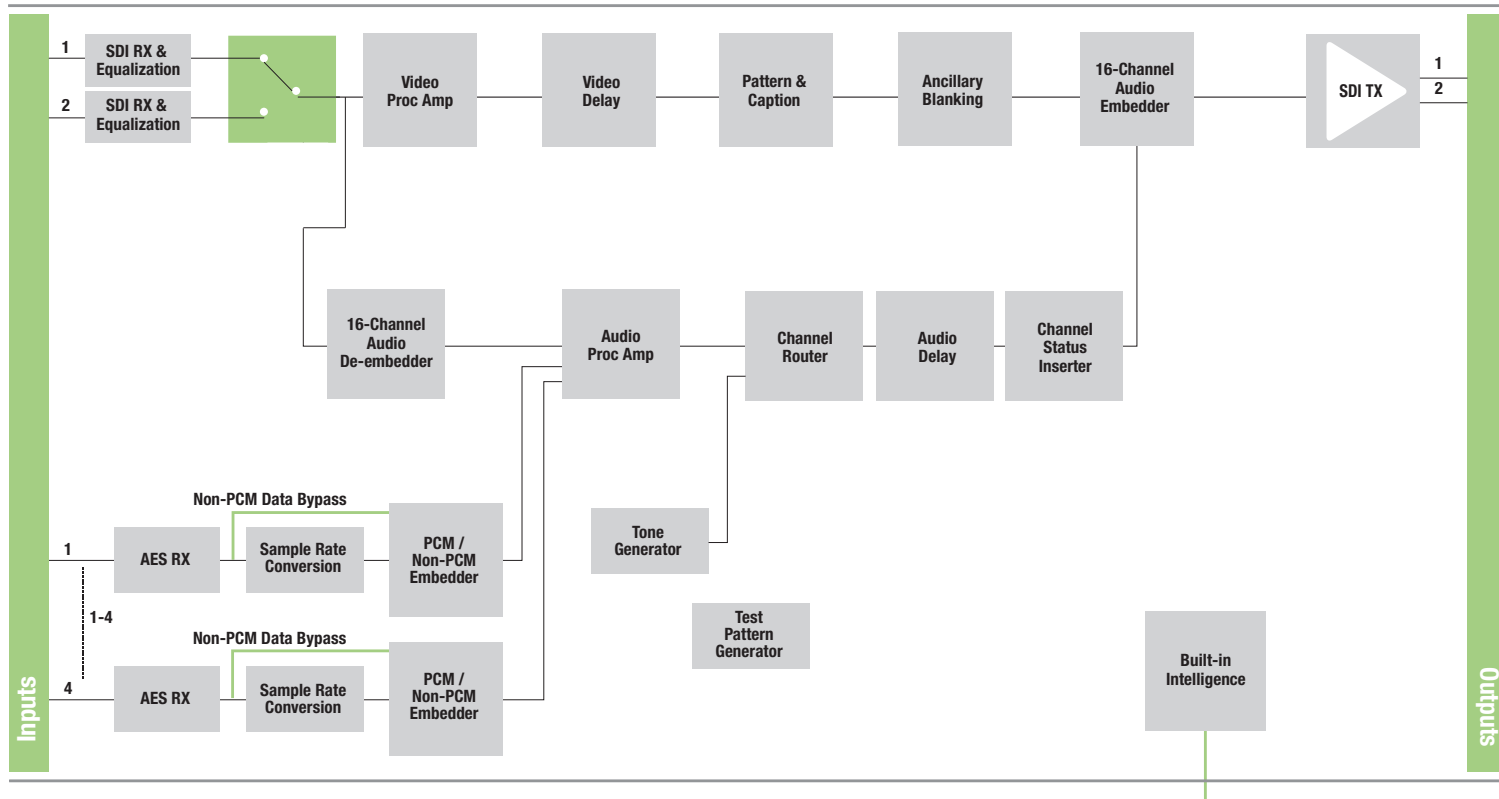 1
SDI RX &
Equalization
2
SDI RX &
Equalization
Video
Proc Amp
Video
Delay
Pattern &
Caption
Ancillary
Blanking
16-Channel
Audio
Embedder
SDI TX
1
2
16-Channel
Audio
De-embedder
Audio
Proc Amp
Channel
Router
Audio
Delay
Channel
Status
Inserter
Non-PCM Data Bypass
1
AES RX
Sample Rate
Conversion
PCM /
Non-PCM
Embedder
Tone
Generator
1-4
Test
Pattern
Generator
Non-PCM Data Bypass
4
AES RX
Sample Rate
Conversion
PCM /
Non-PCM
Embedder
Built-in
Intelligence
Inputs
Outputs